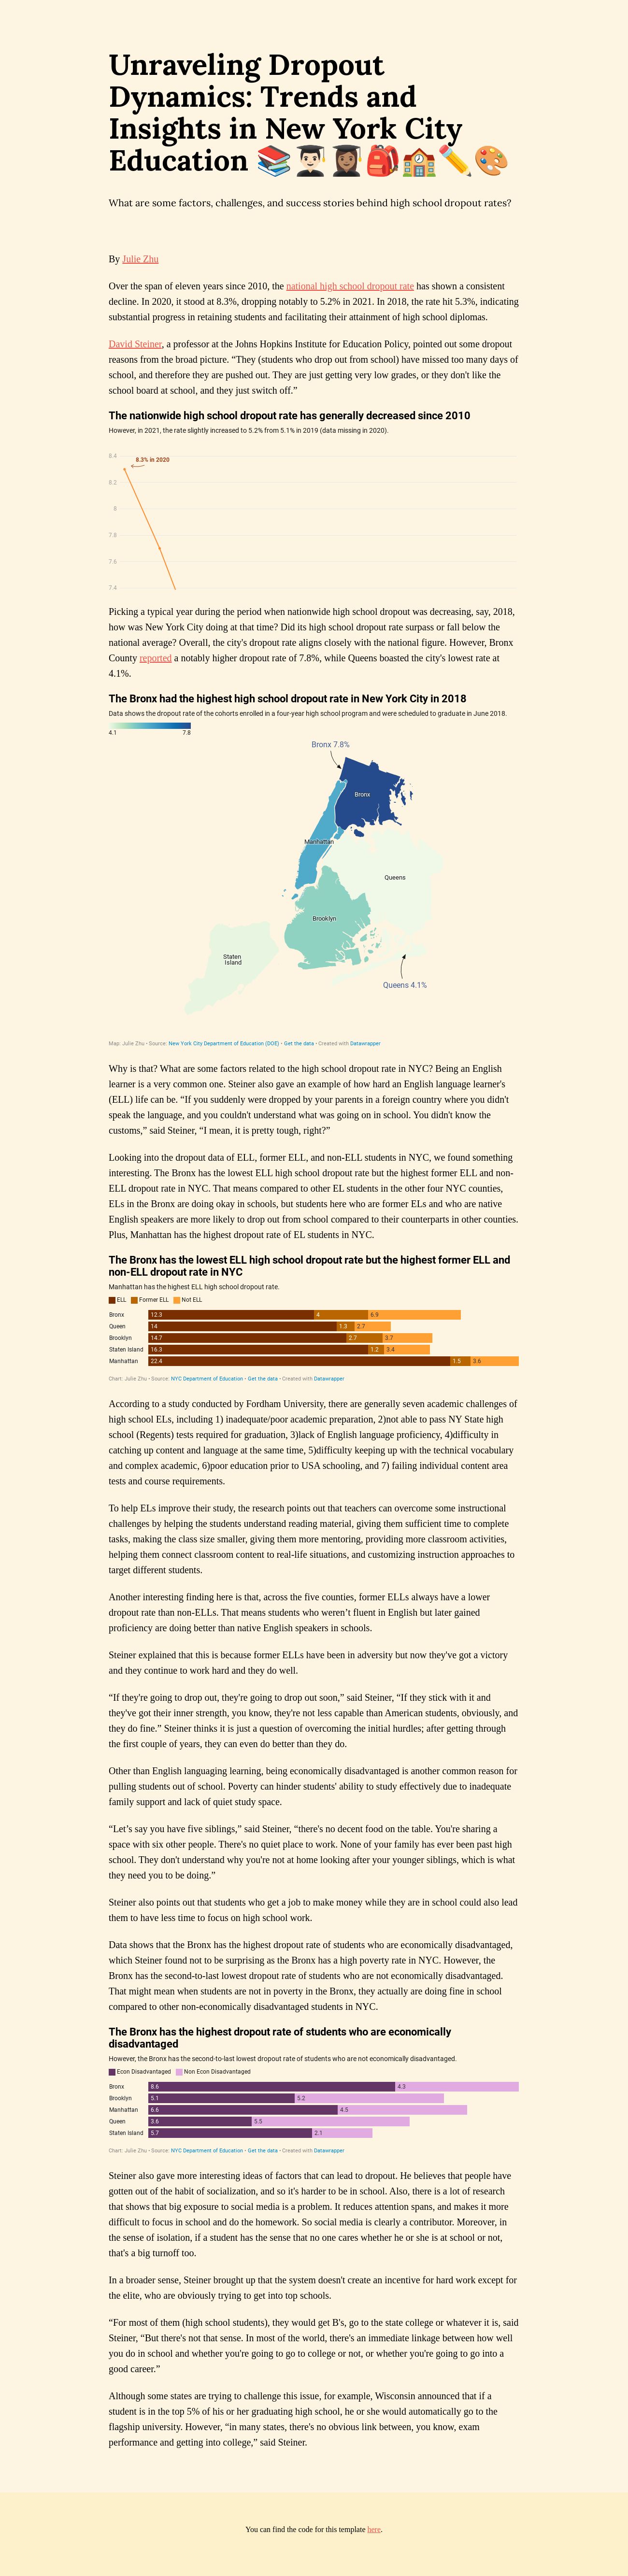 Unraveling Dropout
Dynamics: Trends and
Insights in New York City
Education 📚👨🏻‍🎓👩🏽‍🎓🎒🏫✏️🎨
What are some factors, challenges, and success stories behind high school dropout rates?
By Julie Zhu
Over the span of eleven years since 2010, the national high school dropout rate has shown a consistent
decline. In 2020, it stood at 8.3%, dropping notably to 5.2% in 2021. In 2018, the rate hit 5.3%, indicating
substantial progress in retaining students and facilitating their attainment of high school diplomas.
David Steiner, a professor at the Johns Hopkins Institute for Education Policy, pointed out some dropout
reasons from the broad picture. “They (students who drop out from school) have missed too many days of
school, and therefore they are pushed out. They are just getting very low grades, or they don't like the
school board at school, and they just switch off.”
The nationwide high school dropout rate has generally decreased since 2010
However, in 2021, the rate slightly increased to 5.2% from 5.1% in 2019 (data missing in 2020).
8.4
8.3% in 2020
8.2
8
7.8
7.6
7.4
Picking a typical year during the period when nationwide high school dropout was decreasing, say, 2018,
how was New York City doing at that time? Did its high school dropout rate surpass or fall below the
national average? Overall, the city's dropout rate aligns closely with the national figure. However, Bronx
County reported a notably higher dropout rate of 7.8%, while Queens boasted the city's lowest rate at
4.1%.
The Bronx had the highest high school dropout rate in New York City in 2018
Data shows the dropout rate of the cohorts enrolled in a four-year high school program and were scheduled to graduate in June 2018.
4.1 7.8
Bronx 7.8%
Bronx
Manhattan
Queens
Brooklyn
Staten
Island
Queens 4.1%
Map: Julie Zhu • Source: New York City Department of Education (DOE) • Get the data • Created with Datawrapper
Why is that? What are some factors related to the high school dropout rate in NYC? Being an English
learner is a very common one. Steiner also gave an example of how hard an English language learner's
(ELL) life can be. “If you suddenly were dropped by your parents in a foreign country where you didn't
speak the language, and you couldn't understand what was going on in school. You didn't know the
customs,” said Steiner, “I mean, it is pretty tough, right?”
Looking into the dropout data of ELL, former ELL, and non-ELL students in NYC, we found something
interesting. The Bronx has the lowest ELL high school dropout rate but the highest former ELL and non-
ELL dropout rate in NYC. That means compared to other EL students in the other four NYC counties,
ELs in the Bronx are doing okay in schools, but students here who are former ELs and who are native
English speakers are more likely to drop out from school compared to their counterparts in other counties.
Plus, Manhattan has the highest dropout rate of EL students in NYC.
The Bronx has the lowest ELL high school dropout rate but the highest former ELL and
non-ELL dropout rate in NYC
Manhattan has the highest ELL high school dropout rate.
ELL Former ELL Not ELL
Bronx 12.3 4 6.9
Queen 14 1.3 2.7
Brooklyn 14.7 2.7 3.7
Staten Island 16.3 1.2 3.4
Manhattan 22.4 1.5 3.6
Chart: Julie Zhu • Source: NYC Department of Education • Get the data • Created with Datawrapper
According to a study conducted by Fordham University, there are generally seven academic challenges of
high school ELs, including 1) inadequate/poor academic preparation, 2)not able to pass NY State high
school (Regents) tests required for graduation, 3)lack of English language proficiency, 4)difficulty in
catching up content and language at the same time, 5)difficulty keeping up with the technical vocabulary
and complex academic, 6)poor education prior to USA schooling, and 7) failing individual content area
tests and course requirements.
To help ELs improve their study, the research points out that teachers can overcome some instructional
challenges by helping the students understand reading material, giving them sufficient time to complete
tasks, making the class size smaller, giving them more mentoring, providing more classroom activities,
helping them connect classroom content to real-life situations, and customizing instruction approaches to
target different students.
Another interesting finding here is that, across the five counties, former ELs always have a lower
dropout rate than non-ELLs. That means students who weren’t fluent in English but later gained
proficiency are doing better than native English speakers in schools.
Steiner explained that this is because former ELLs have been in adversity but now they've got a victory
and they continue to work hard and they do well.
“If they're going to drop out, they're going to drop out soon,” said Steiner, “If they stick with it and
they've got their inner strength, you know, they're not less capable than American students, obviously, and
they do fine.” Steiner thinks it is just a question of overcoming the initial hurdles; after getting through
the first couple of years, they can even do better than they do.
Other than English languaging learning, being economically disadvantaged is another common reason for
pulling students out of school. Poverty can hinder students' ability to study effectively due to inadequate
family support and lack of quiet study space.
“Let’s say you have five siblings,” said Steiner, “there's no decent food on the table. You're sharing a
space with six other people. There's no quiet place to work. None of your family has ever been past high
school. They don't understand why you're not at home looking after your younger siblings, which is what
they need you to be doing.”
Steiner also points out that students who get a job to make money while they are in school could also lead
them to have less time to focus on high school work.
Data shows that the Bronx has the highest dropout rate of students who are economically disadvantaged,
which Steiner found not to be surprising as the Bronx has a high poverty rate in NYC. However, the
Bronx has the second-to-last lowest dropout rate of students who are not economically disadvantaged.
That might mean when students are not in poverty in the Bronx, they actually are doing fine in school
compared to other non-economically disadvantaged students in NYC.
The Bronx has the highest dropout rate of students who are economically
disadvantaged
However, the Bronx has the second-to-last lowest dropout rate of students who are not economically disadvantaged.
Econ Disadvantaged Non Econ Disadvantaged
Bronx 8.6 4.3
Brooklyn 5.1 5.2
Manhattan 6.6 4.5
Queen 3.6 5.5
Staten Island 5.7 2.1
Chart: Julie Zhu • Source: NYC Department of Education • Get the data • Created with Datawrapper
Steiner also gave more interesting ideas of factors that can lead to dropout. He believes that people have
gotten out of the habit of socialization, and so it's harder to be in school. Also, there is a lot of research
that shows that big exposure to social media is a problem. It reduces attention spans, and makes it more
difficult to focus in school and do the homework. So social media is clearly a contributor. Moreover, in
the sense of isolation, if a student has the sense that no one cares whether he or she is at school or not,
that's a big turnoff too.
In a broader sense, Steiner brought up that the system doesn't create an incentive for hard work except for
the elite, who are obviously trying to get into top schools.
“For most of them (high school students), they would get B's, go to the state college or whatever it is, said
Steiner, “But there's not that sense. In most of the world, there's an immediate linkage between how well
you do in school and whether you're going to go to college or not, or whether you're going to go into a
good career.”
Although some states are trying to challenge this issue, for example, Wisconsin announced that if a
student is in the top 5% of his or her graduating high school, he or she would automatically go to the
flagship university. However, “in many states, there's no obvious link between, you know, exam
performance and getting into college,” said Steiner.
You can find the code for this template here.